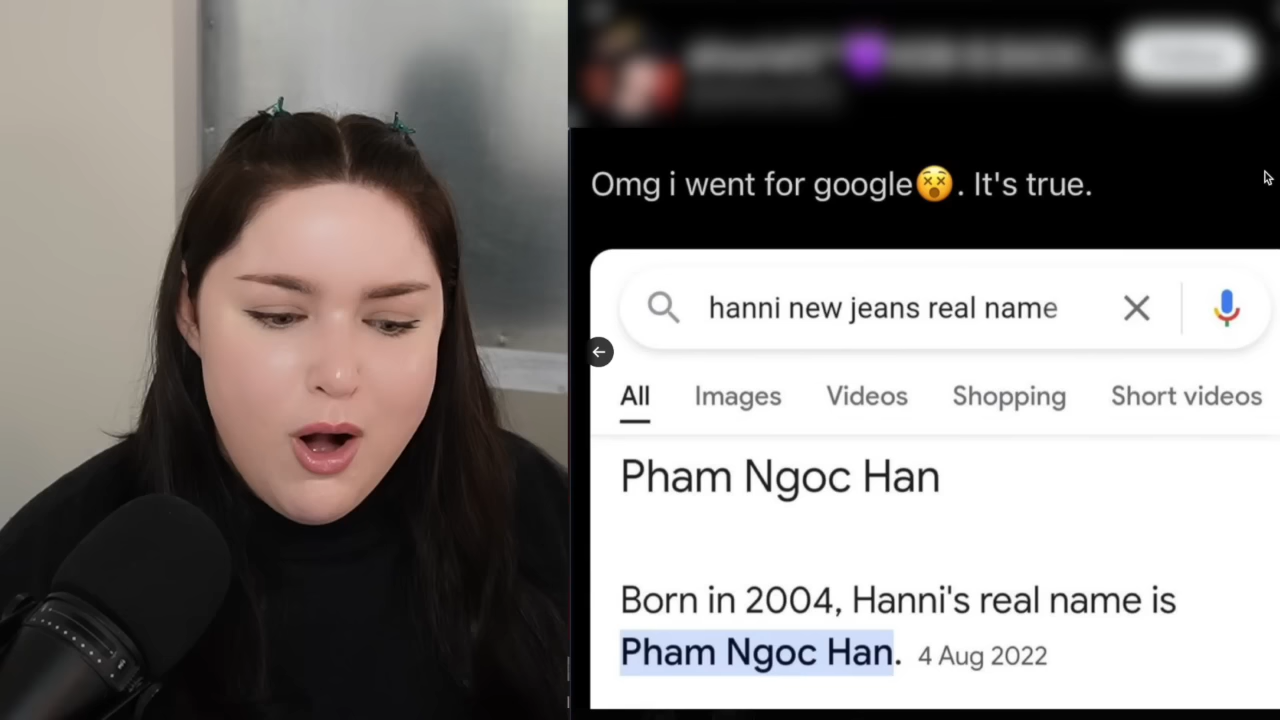 Omg i went for google😵. It's true.
hanni new jeans real name
All Images Videos Shopping Short videos
Pham Ngoc Han
Born in 2004, Hanni's real name is
Pham Ngoc Han. 4 Aug 2022